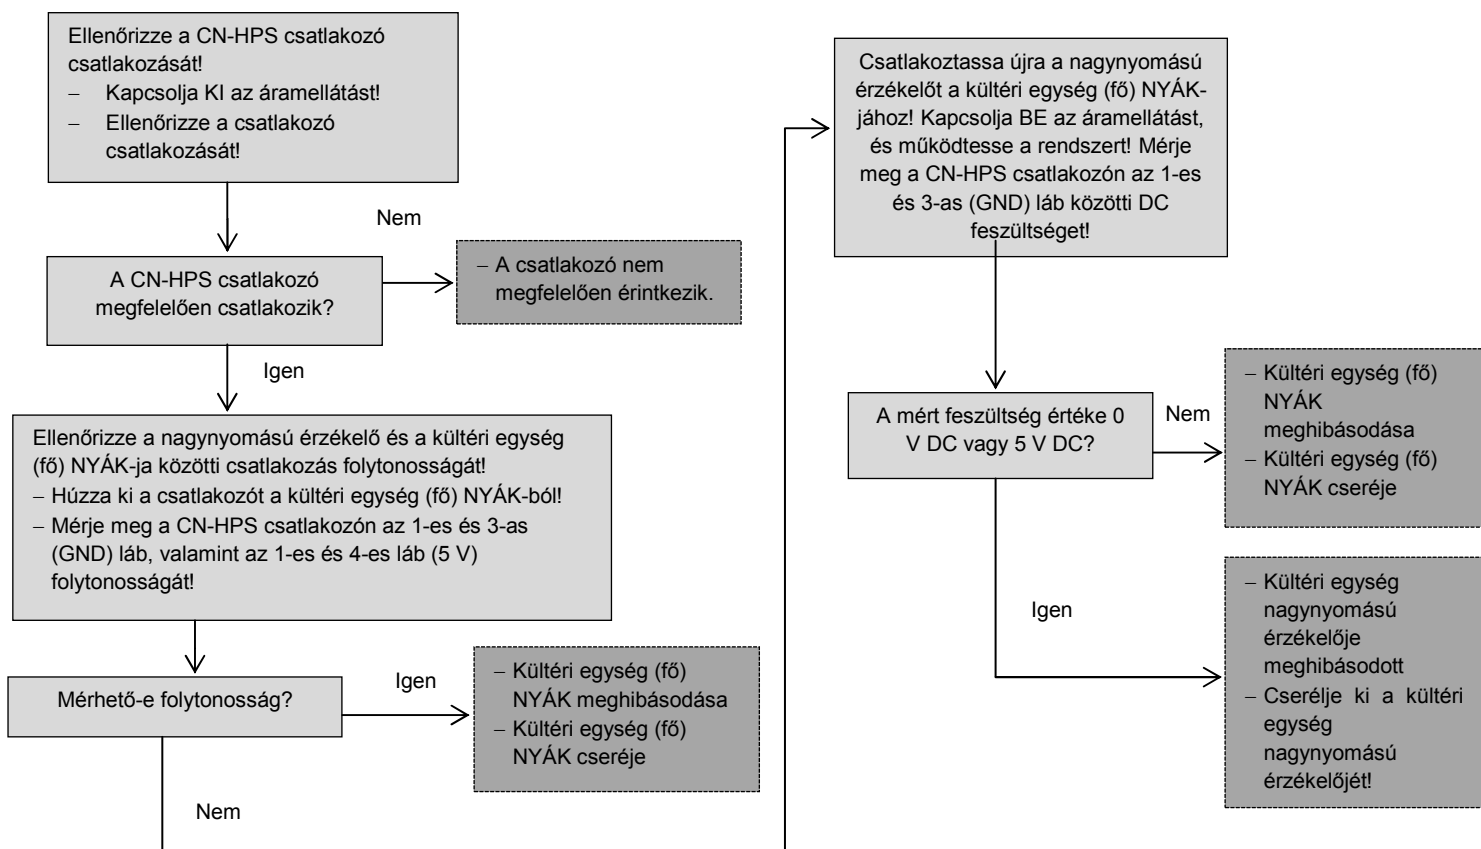 Ellenőrizze a CN-HPS csatlakozó
csatlakozását!
– Kapcsolja KI az áramellátást!
– Ellenőrizze a csatlakozó
csatlakozását!
Nem
A CN-HPS csatlakozó
megfelelően csatlakozik?
– A csatlakozó nem
megfelelően érintkezik.
Igen
Ellenőrizze a nagynyomású érzékelő és a kültéri egység
(fő) NYÁK-ja közötti csatlakozás folytonosságát!
– Húzza ki a csatlakozót a kültéri egység (fő) NYÁK-ból!
– Mérje meg a CN-HPS csatlakozón az 1-es és 3-as
(GND) láb, valamint az 1-es és 4-es láb (5 V)
folytonosságát!
Mérhető-e folytonosság?
Igen
– Kültéri egység (fő)
NYÁK meghibásodása
– Kültéri egység (fő)
NYÁK cseréje
Nem
Csatlakoztassa újra a nagynyomású
érzékelőt a kültéri egység (fő) NYÁK-
jához! Kapcsolja BE az áramellátást,
és működtesse a rendszert! Mérje
meg a CN-HPS csatlakozón az 1-es
és 3-as (GND) láb közötti DC
feszültséget!
A mért feszültség értéke 0
V DC vagy 5 V DC?
Nem
– Kültéri egység (fő)
NYÁK
meghibásodása
– Kültéri egység (fő)
NYÁK cseréje
Igen
– Kültéri egység
nagynyomású
érzékelője
meghibásodott
– Cserélje ki a kültéri
egység
nagynyomású
érzékelőjét!